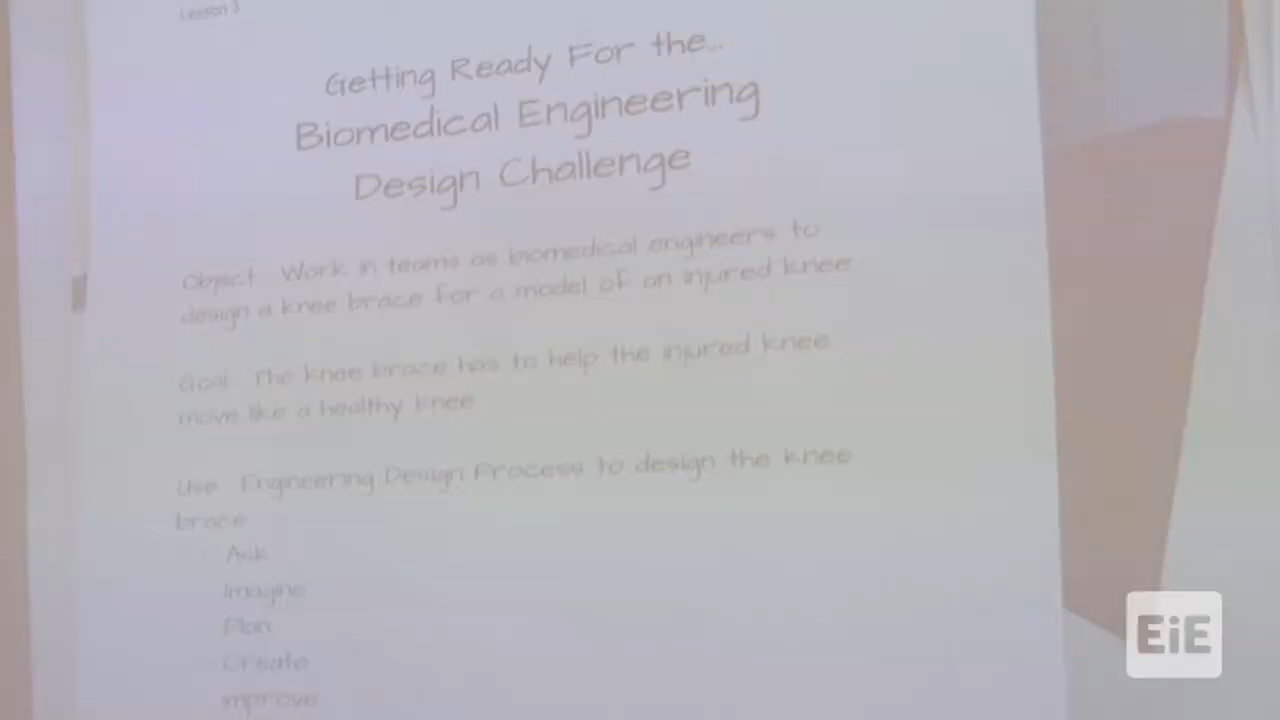 Lesson 3
Getting Ready For the...
Biomedical Engineering
Design Challenge
Object Work in teams as biomedical engineers to
design a knee brace for a model of an injured knee
Goal The knee brace has to help the injured knee
move like a healthy knee
Use Engineering Design Process to design the knee
brace
Ask
Imagine
Plan
Create
Improve
EiE